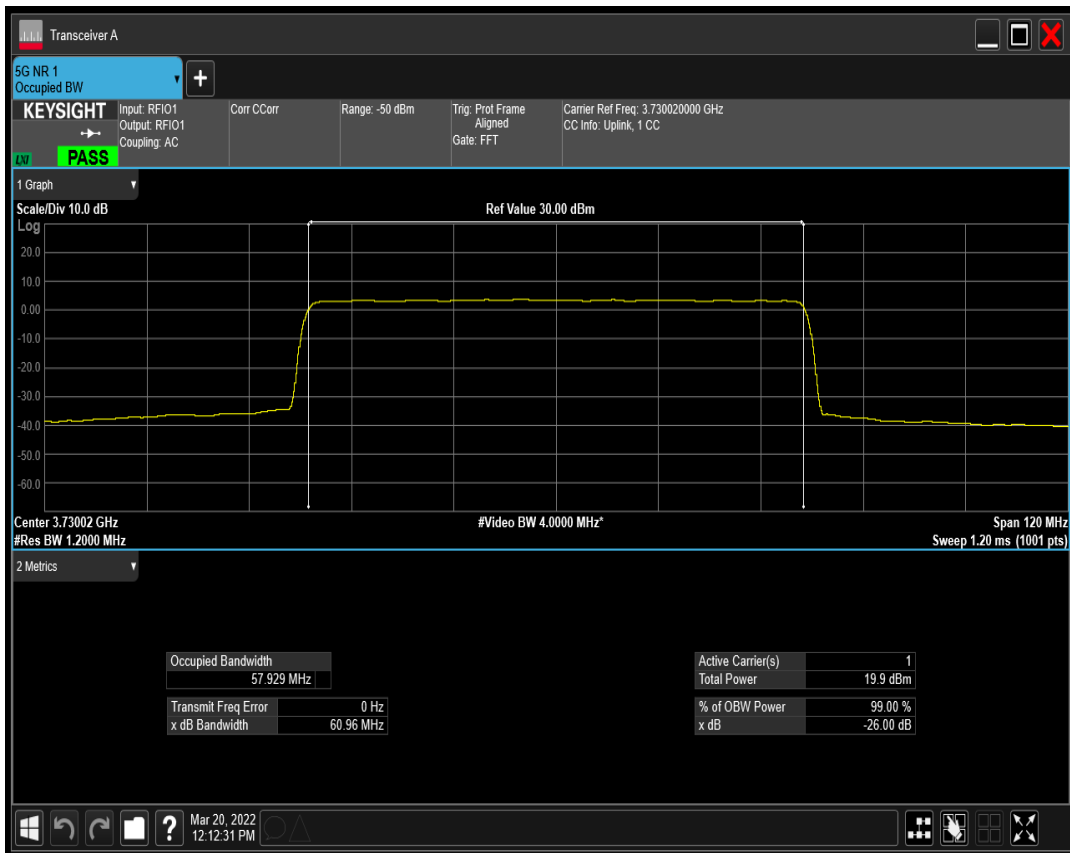 Transceiver A
5G NR 1
Occupied BW
+
KEYSIGHT
LXI
PASS
Input: RFIO1
Output: RFIO1
Coupling: AC
Corr CCorr
Range: -50 dBm
Trig: Prot Frame
Aligned
Gate: FFT
Carrier Ref Freq: 3.730020000 GHz
CC Info: Uplink, 1 CC
1 Graph
Scale/Div 10.0 dB
Ref Value 30.00 dBm
Log
20.0
10.0
0.00
-10.0
-20.0
-30.0
-40.0
-50.0
-60.0
Center 3.73002 GHz
#Video BW 4.0000 MHz*
Span 120 MHz
#Res BW 1.2000 MHz
Sweep 1.20 ms (1001 pts)
2 Metrics
Occupied Bandwidth
57.929 MHz
Transmit Freq Error 0 Hz
x dB Bandwidth 60.96 MHz
Active Carrier(s) 1
Total Power 19.9 dBm
% of OBW Power 99.00 %
x dB -26.00 dB
?
Mar 20, 2022
12:12:31 PM